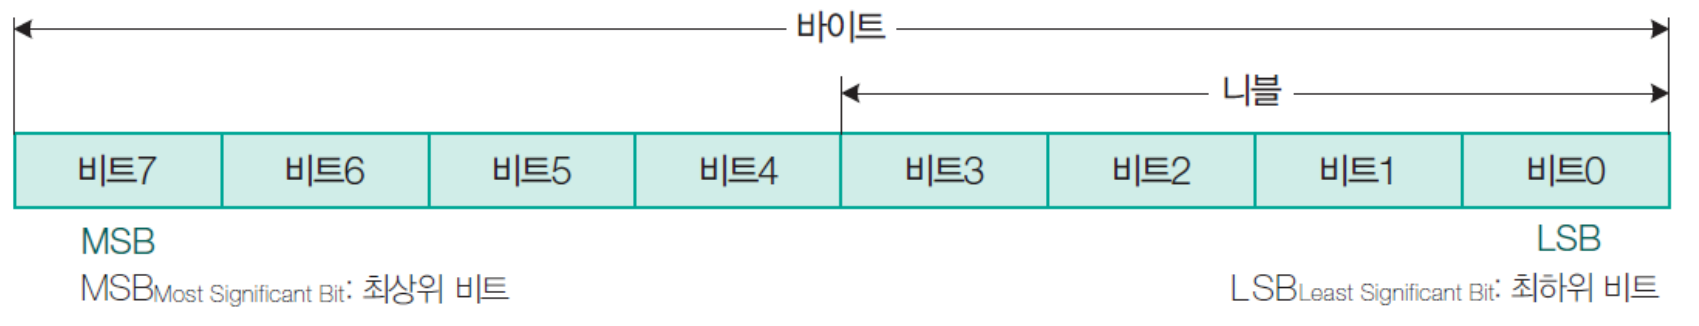 바이트
니블
비트7 비트6 비트5 비트4 비트3 비트2 비트1 비트0
MSB LSB
MSB Most Significant Bit: 최상위 비트 LSB Least Significant Bit: 최하위 비트